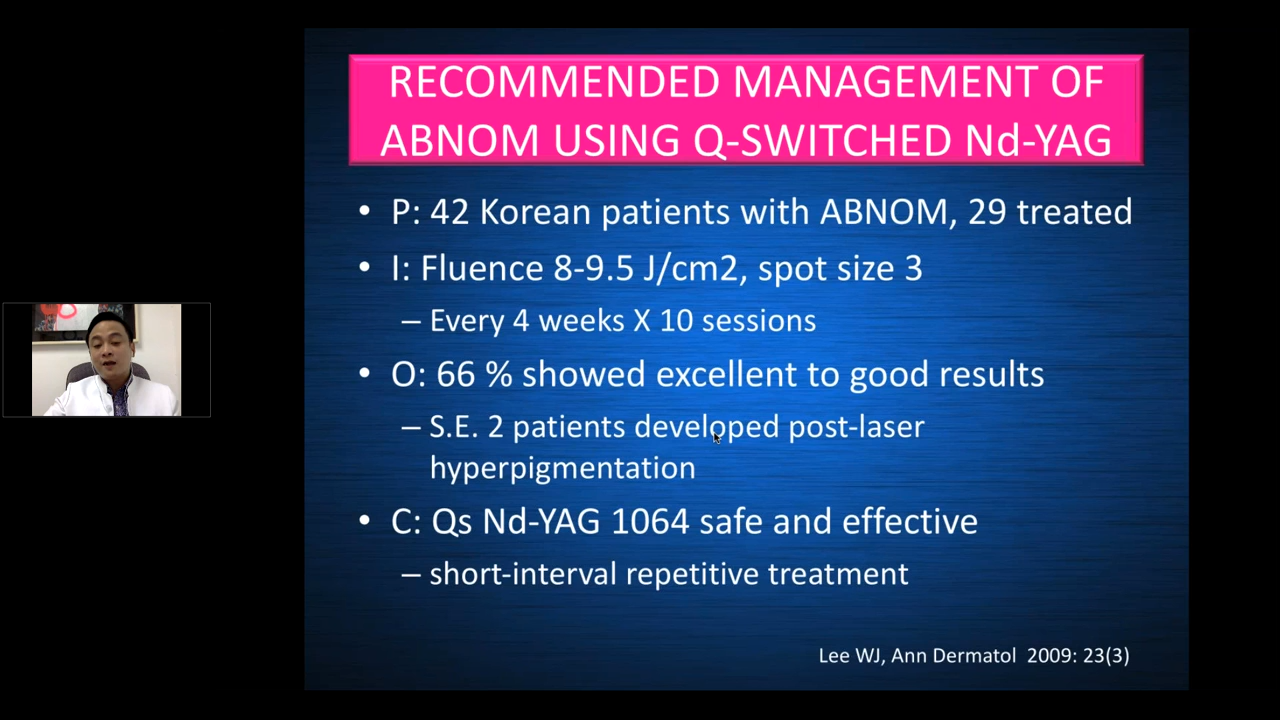 RECOMMENDED MANAGEMENT OF
ABNOM USING Q-SWITCHED Nd-YAG
• P: 42 Korean patients with ABNOM, 29 treated
• I: Fluence 8-9.5 J/cm2, spot size 3
– Every 4 weeks X 10 sessions
• O: 66 % showed excellent to good results
– S.E. 2 patients developed post-laser
hyperpigmentation
• C: Qs Nd-YAG 1064 safe and effective
– short-interval repetitive treatment
Lee WJ, Ann Dermatol 2009: 23(3)